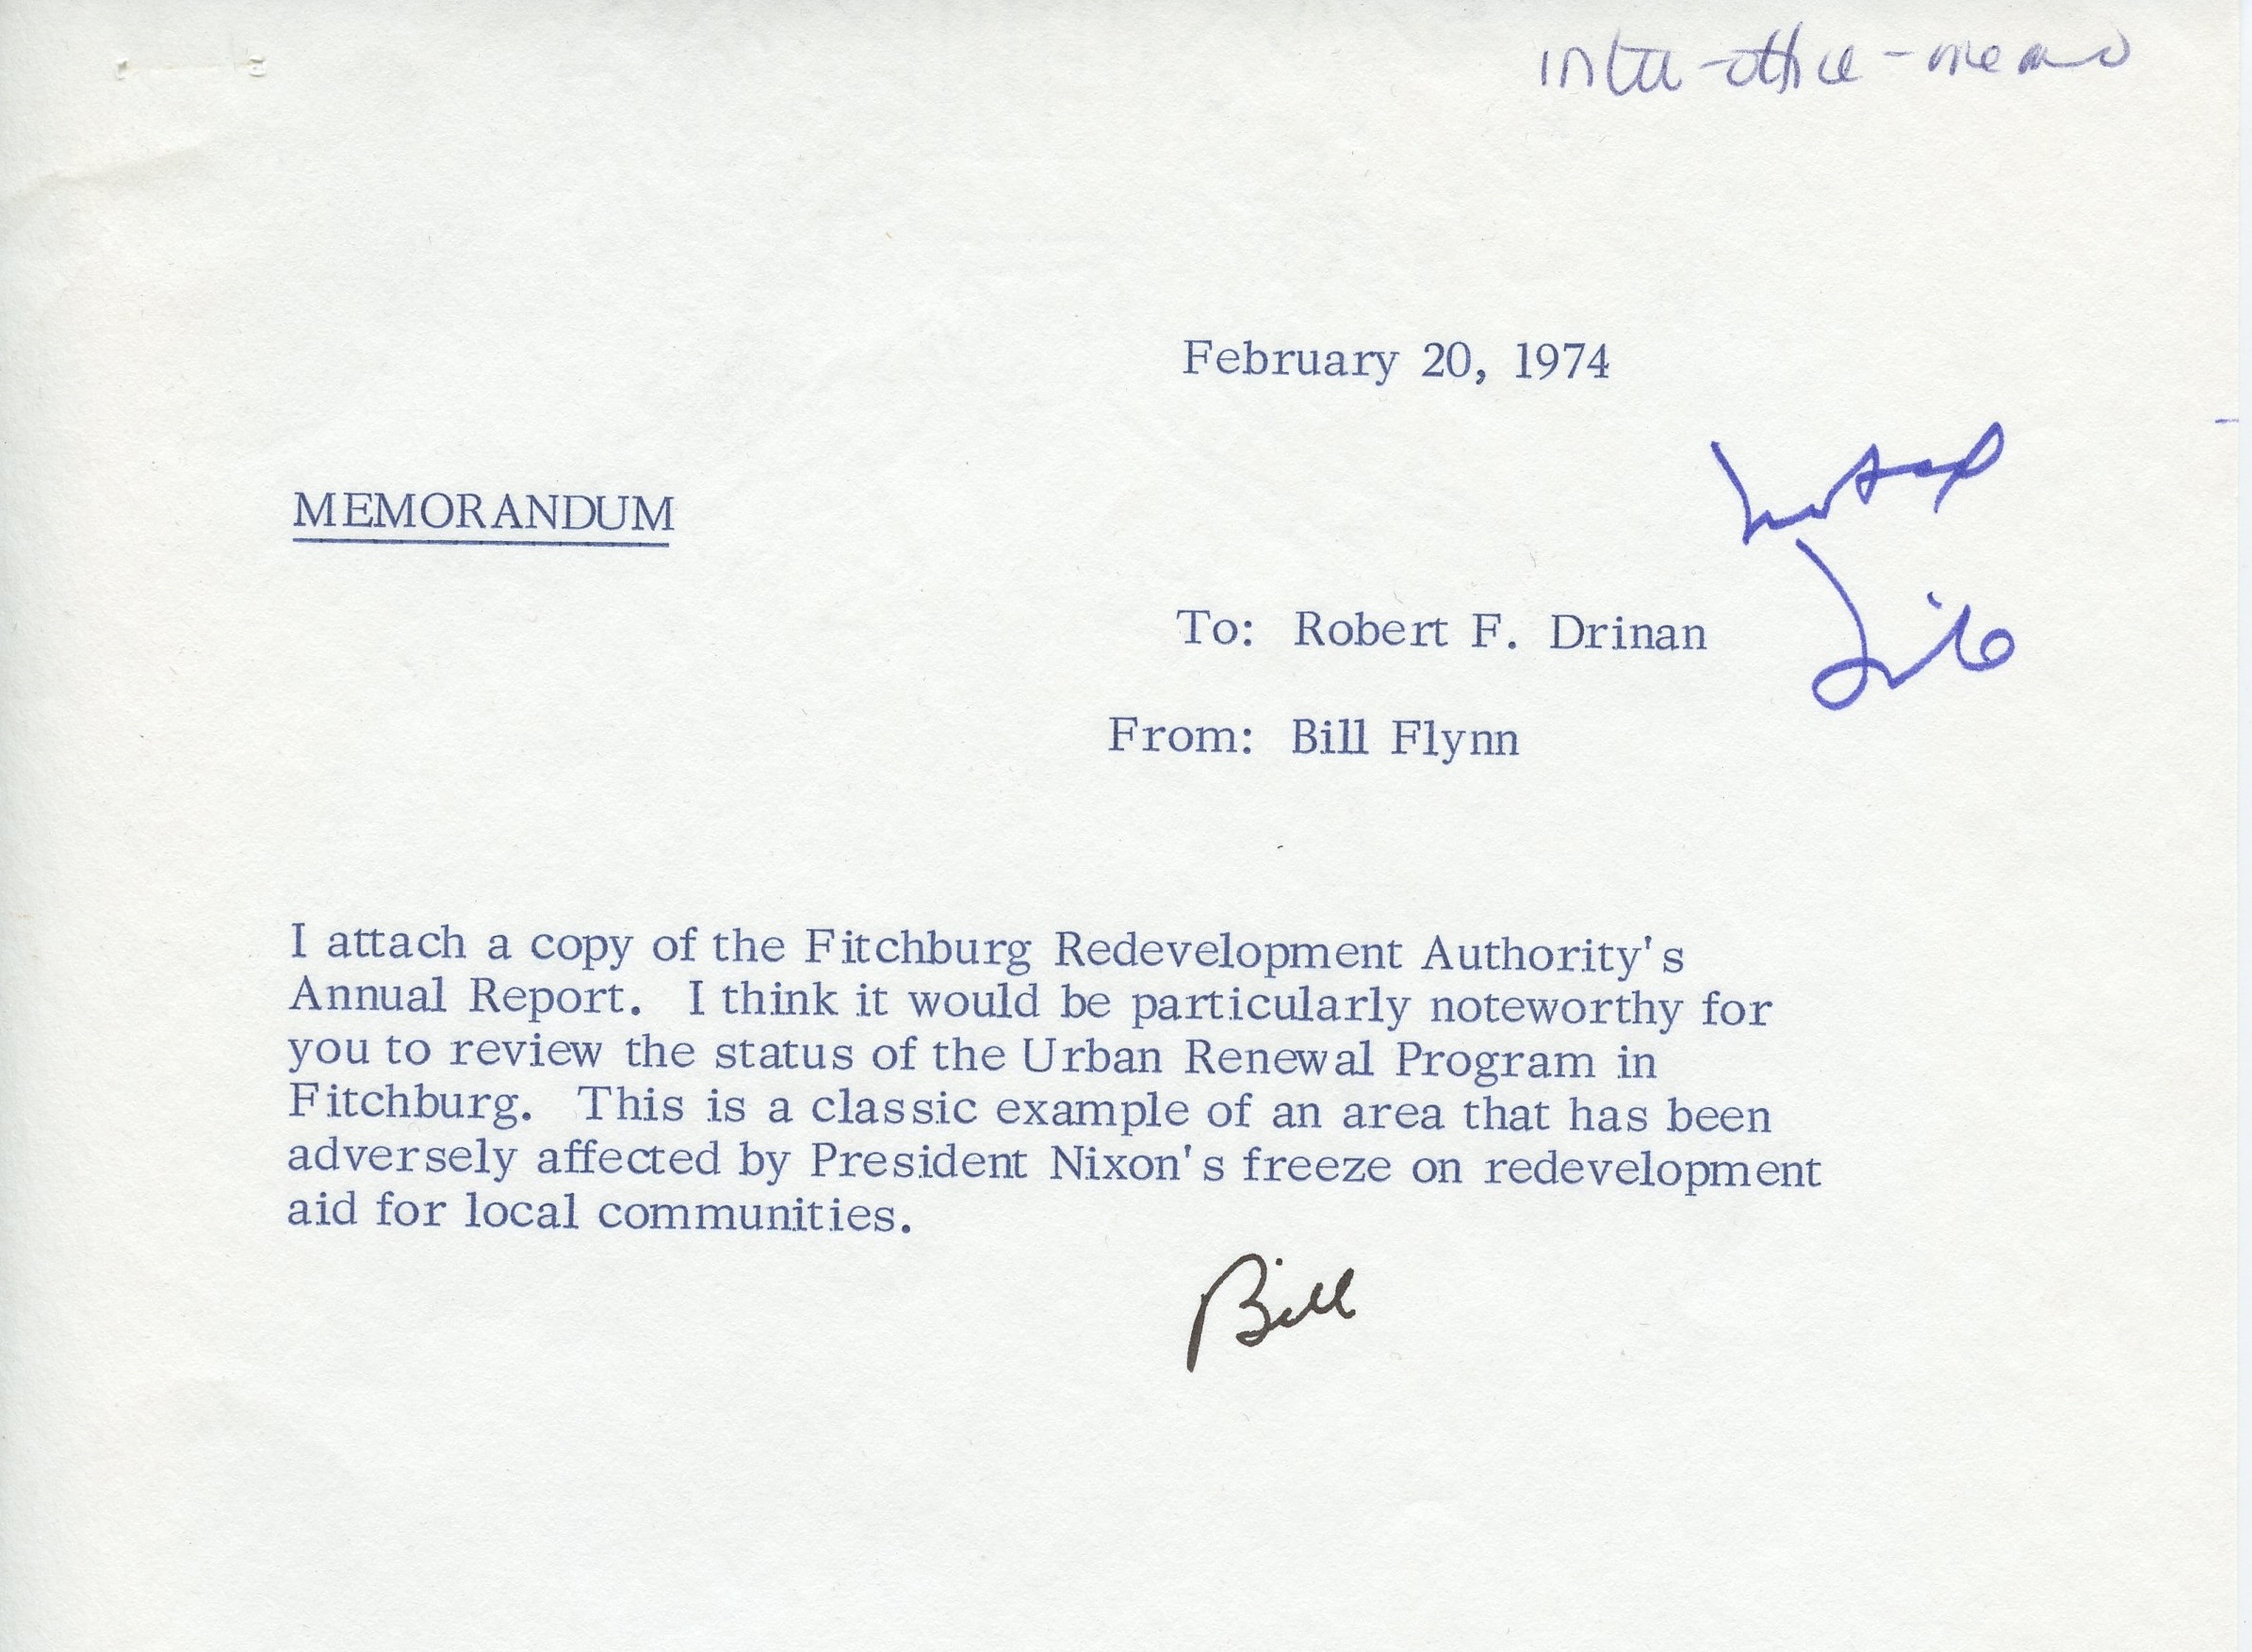 inter-office-memo
February 20, 1974
noted
MEMORANDUM
file
To: Robert F. Drinan
From: Bill Flynn
I attach a copy of the Fitchburg Redevelopment Authority's
Annual Report. I think it would be particularly noteworthy for
you to review the status of the Urban Renewal Program in
Fitchburg. This is a classic example of an area that has been
adversely affected by President Nixon's freeze on redevelopment
aid for local communities.
Bill